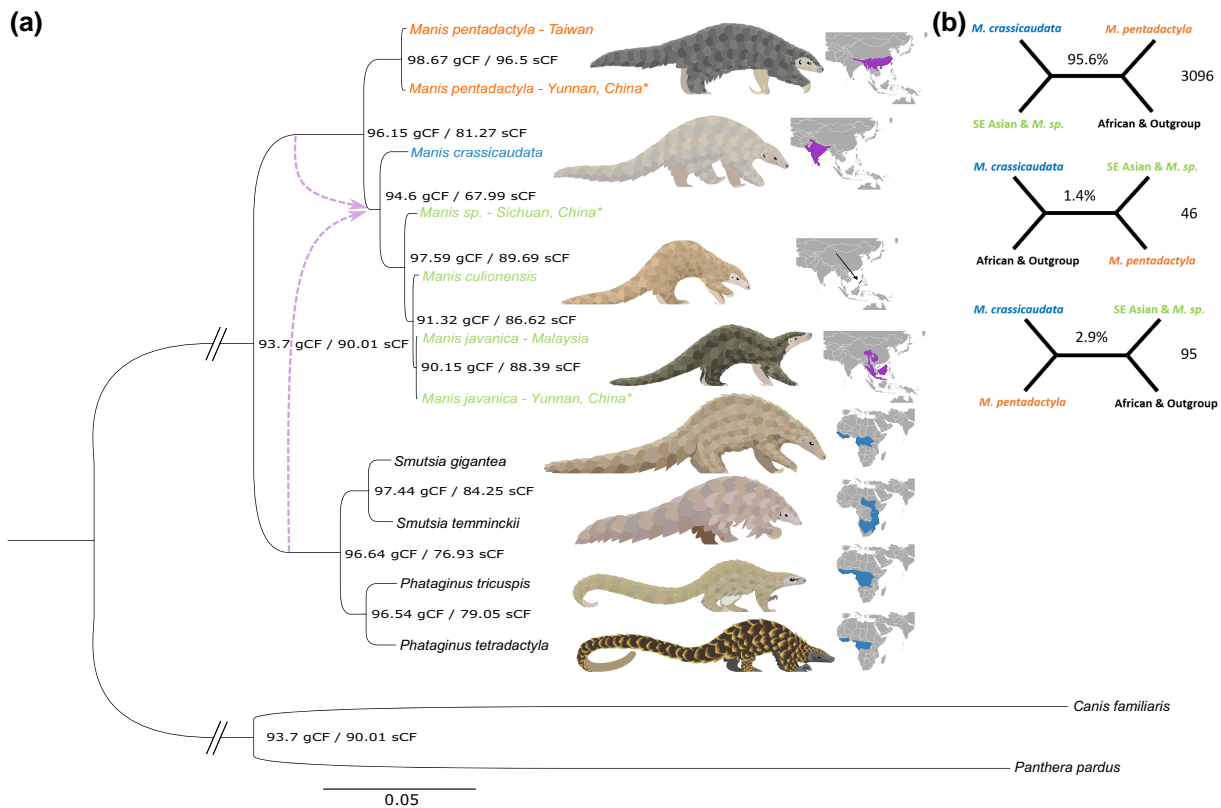 (a)
Manis pentadactyla - Taiwan
98.67 gCF / 96.5 sCF
Manis pentadactyla - Yunnan, China*
96.15 gCF / 81.27 sCF
Manis crassicaudata
94.6 gCF / 67.99 sCF
Manis sp. - Sichuan, China*
97.59 gCF / 89.69 sCF
Manis culionensis
91.32 gCF / 86.62 sCF
Manis javanica - Malaysia
93.7 gCF / 90.01 sCF
90.15 gCF / 88.39 sCF
Manis javanica - Yunnan, China*
Smutsia gigantea
97.44 gCF / 84.25 sCF
Smutsia temminckii
96.64 gCF / 76.93 sCF
Phataginus tricuspis
96.54 gCF / 79.05 sCF
Phataginus tetradactyla
Canis familiaris
93.7 gCF / 90.01 sCF
Panthera pardus
0.05
(b)
M. crassicaudata
M. pentadactyla
95.6%
3096
SE Asian & M. sp.
African & Outgroup
M. crassicaudata
SE Asian & M. sp.
1.4%
46
African & Outgroup
M. pentadactyla
M. crassicaudata
SE Asian & M. sp.
2.9%
95
M. pentadactyla
African & Outgroup